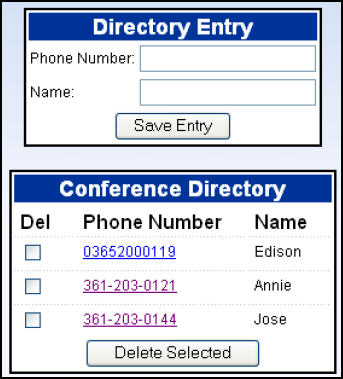 Directory Entry
Phone Number:
Name:
Save Entry
Conference Directory
Del Phone Number Name
03652000119 Edison
361-203-0121 Annie
361-203-0144 Jose
Delete Selected